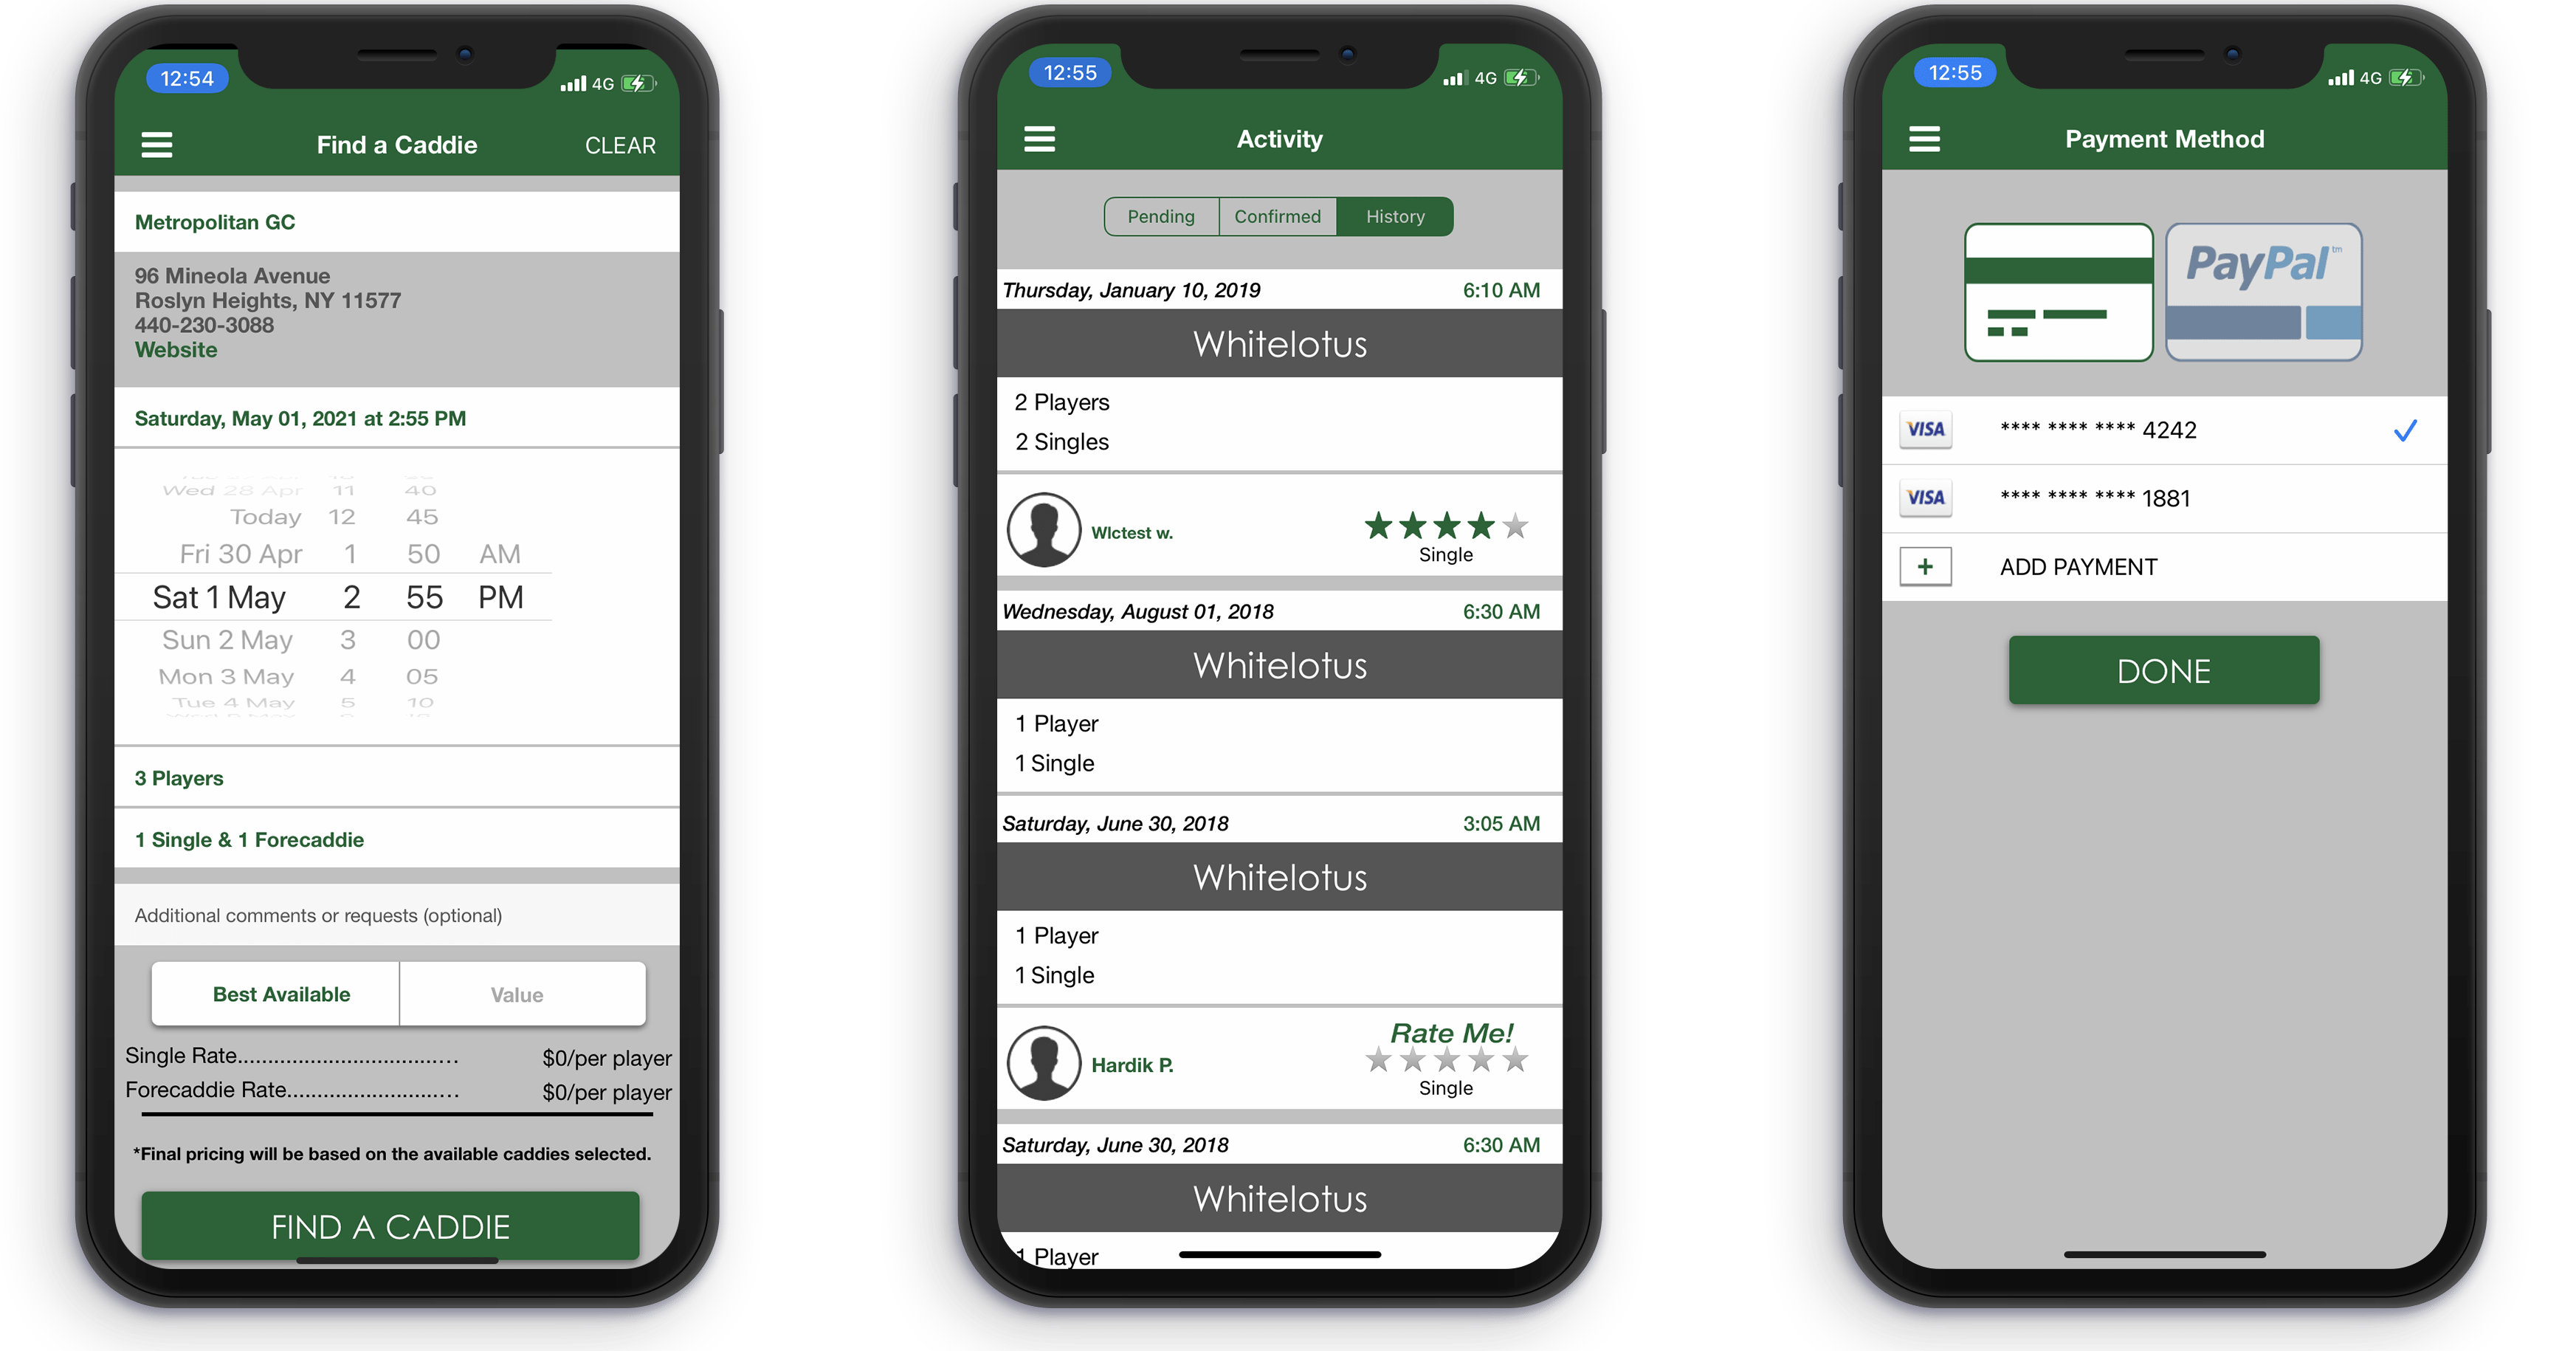 12:54
4G
Find a Caddie
CLEAR
Metropolitan GC
96 Mineola Avenue
Roslyn Heights, NY 11577
440-230-3088
Website
Saturday, May 01, 2021 at 2:55 PM
Wed 28 Apr 11 40
Today 12 45
Fri 30 Apr 1 50 AM
Sat 1 May 2 55 PM
Sun 2 May 3 00
Mon 3 May 4 05
Tue 4 May 5 10
3 Players
1 Single & 1 Forecaddie
Additional comments or requests (optional)
Best Available
Value
Single Rate.................................... $0/per player
Forecaddie Rate............................ $0/per player
*Final pricing will be based on the available caddies selected.
FIND A CADDIE
12:55
4G
Activity
Pending
Confirmed
History
Thursday, January 10, 2019 6:10 AM
Whitelotus
2 Players
2 Singles
Wlctest w.
Single
Wednesday, August 01, 2018 6:30 AM
Whitelotus
1 Player
1 Single
Saturday, June 30, 2018 3:05 AM
Whitelotus
1 Player
1 Single
Rate Me!
Hardik P.
Single
Saturday, June 30, 2018 6:30 AM
Whitelotus
1 Player
12:55
4G
Payment Method
PayPal™
VISA **** **** **** 4242
VISA **** **** **** 1881
+ ADD PAYMENT
DONE